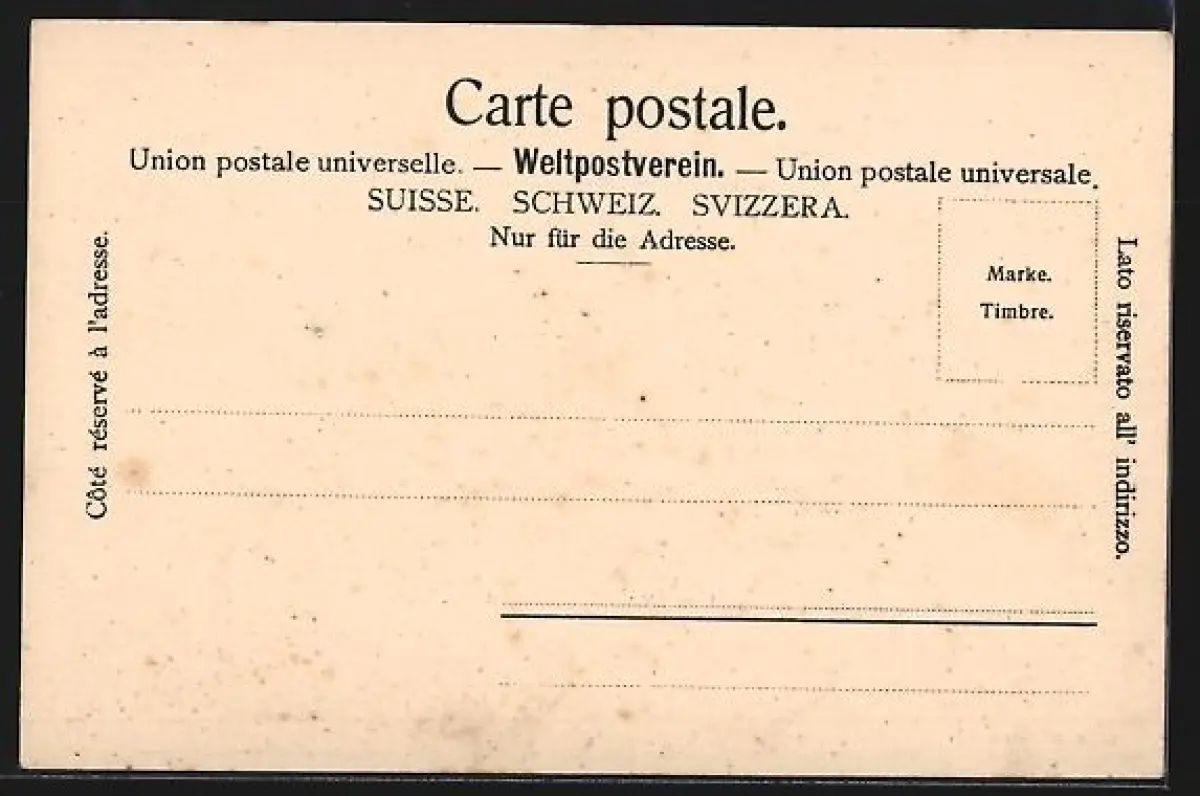 Carte postale.
Union postale universelle. — Weltpostverein. — Union postale universale.
SUISSE. SCHWEIZ. SVIZZERA.
Nur für die Adresse.
Marke.
Timbre.
Côté réservé à l'adresse.
Lato riservato all' indirizzo.